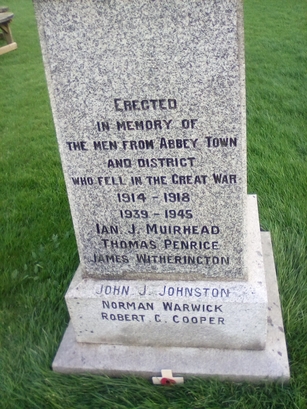 ERECTED
IN MEMORY OF
THE MEN FROM ABBEY TOWN
AND DISTRICT
WHO FELL IN THE GREAT WAR
1914 - 1918
1939 - 1945
IAN. J. MUIRHEAD
THOMAS PENRICE
JAMES WITHERINGTON
JOHN J. JOHNSTON
NORMAN WARWICK
ROBERT C. COOPER